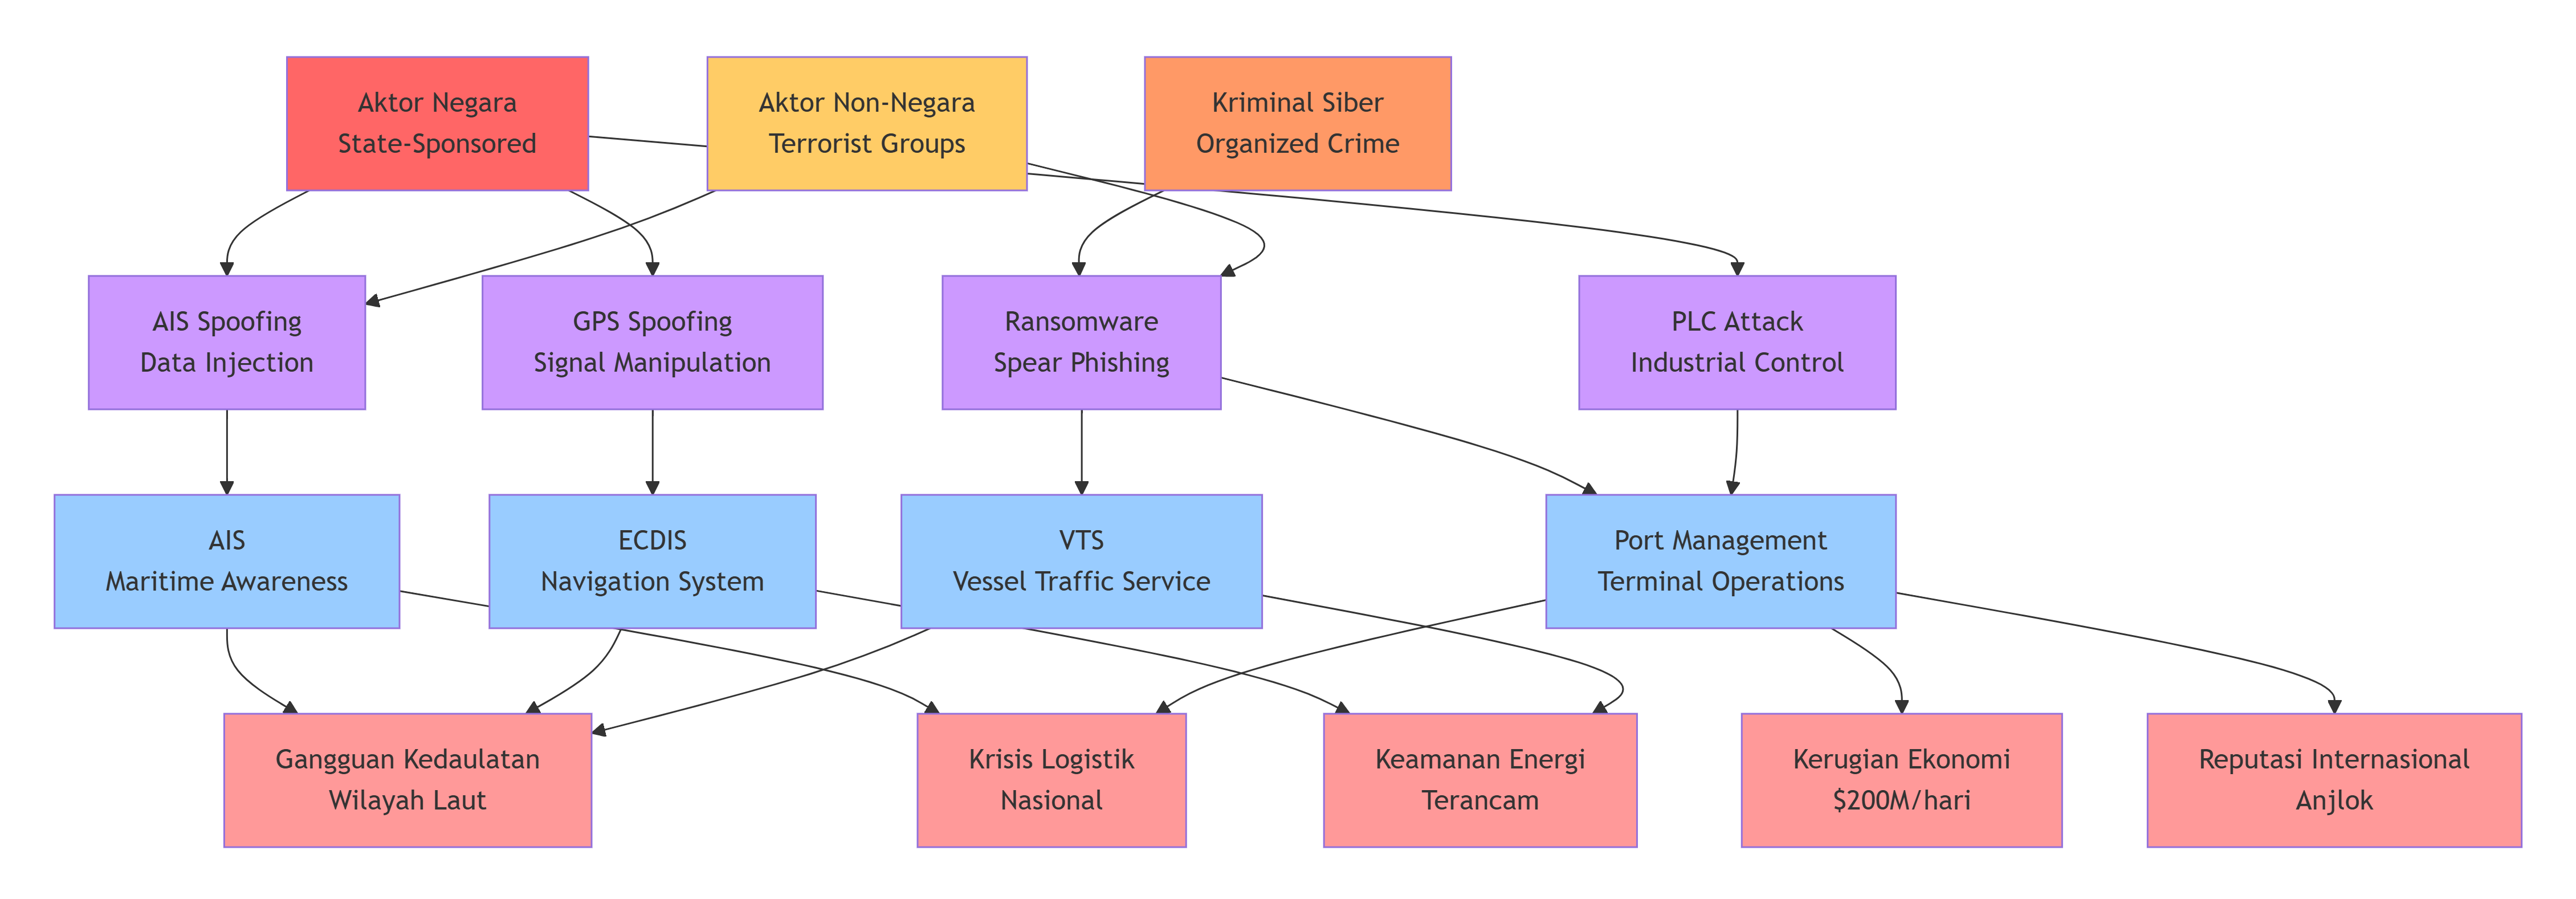 Aktor Negara
State-Sponsored
Aktor Non-Negara
Terrorist Groups
Kriminal Siber
Organized Crime
AIS Spoofing
Data Injection
GPS Spoofing
Signal Manipulation
Ransomware
Spear Phishing
PLC Attack
Industrial Control
AIS
Maritime Awareness
ECDIS
Navigation System
VTS
Vessel Traffic Service
Port Management
Terminal Operations
Gangguan Kedaulatan
Wilayah Laut
Krisis Logistik
Nasional
Keamanan Energi
Terancam
Kerugian Ekonomi
$200M/hari
Reputasi Internasional
Anjlok